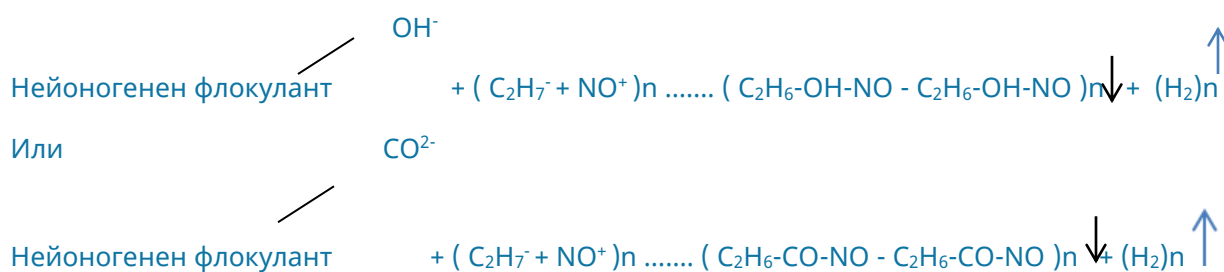 OH⁻
Нейоногенен флокулант + ( C₂H₇⁻ + NO⁺ )n ....... ( C₂H₆-OH-NO - C₂H₆-OH-NO )n↓ + (H₂)n↑
Или CO²⁻
Нейоногенен флокулант + ( C₂H₇⁻ + NO⁺ )n ....... ( C₂H₆-CO-NO - C₂H₆-CO-NO )n ↓+ (H₂)n ↑